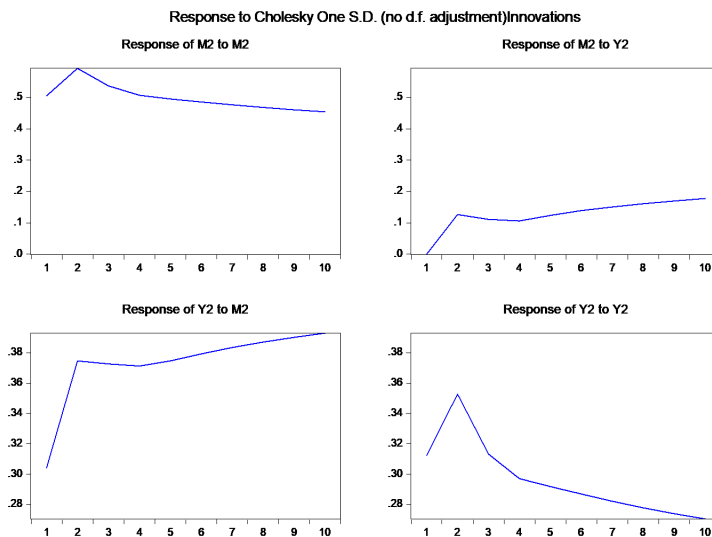 Response to Cholesky One S.D. (no d.f. adjustment)Innovations
Response of M2 to M2
.5
.4
.3
.2
.1
.0
1 2 3 4 5 6 7 8 9 10
Response of M2 to Y2
.5
.4
.3
.2
.1
.0
1 2 3 4 5 6 7 8 9 10
Response of Y2 to M2
.38
.36
.34
.32
.30
.28
1 2 3 4 5 6 7 8 9 10
Response of Y2 to Y2
.38
.36
.34
.32
.30
.28
1 2 3 4 5 6 7 8 9 10